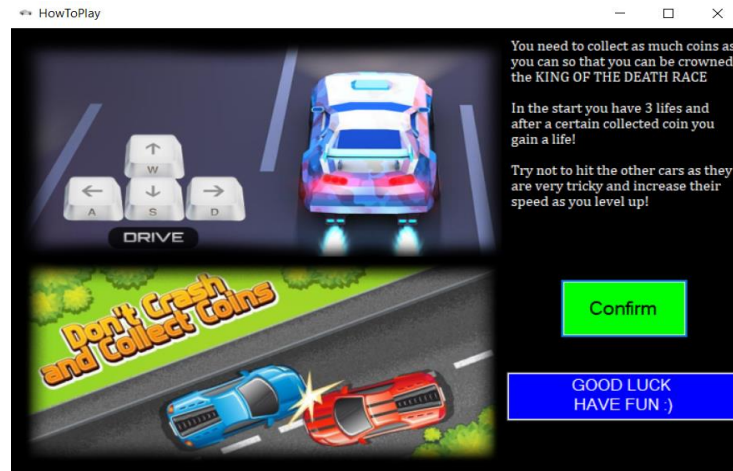 HowToPlay
You need to collect as much coins as
you can so that you can be crowned
the KING OF THE DEATH RACE
In the start you have 3 lifes and
after a certain collected coin you
gain a life!
Try not to hit the other cars as they
are very tricky and increase their
speed as you level up!
W
A S D
DRIVE
Don't Crash
and Collect Coins
Confirm
GOOD LUCK
HAVE FUN :)